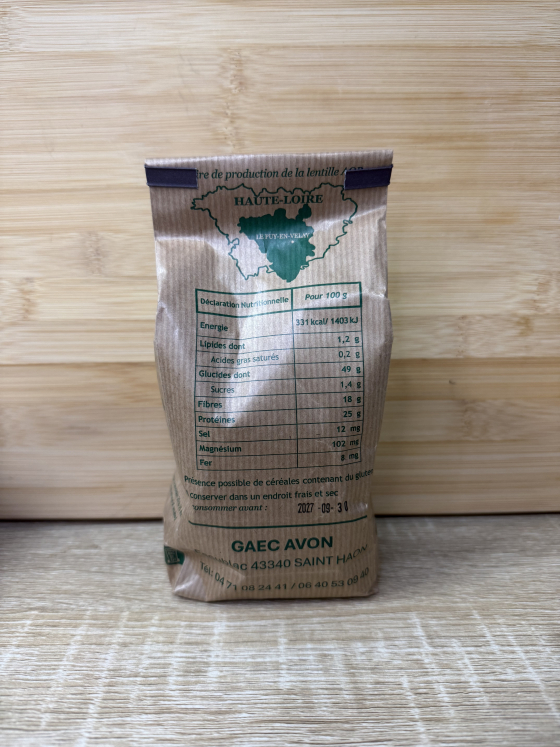 re de production de la lentille
HAUTE-LOIRE
LE PUY-EN-VELAY
Déclaration Nutritionnelle Pour 100 g
Energie 331 kcal/ 1403 kJ
Lipides dont 1,2 g
Acides gras saturés 0,2 g
Glucides dont 49 g
Sucres 1,4 g
Fibres 18 g
Protéines 25 g
Sel 12 mg
Magnésium 102 mg
Fer 8 mg
Présence possible de céréales contenant du gluten
conserver dans un endroit frais et sec
onsommer avant : 2027-09-30
GAEC AVON
43340 SAINT HAON
Tél: 04 71 08 24 41 / 06 40 53 09 40